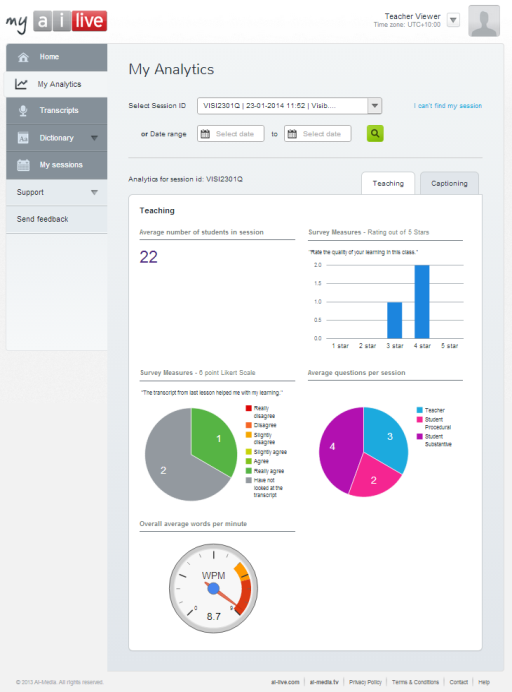 my ai live
Teacher Viewer
Time zone: UTC+10:00
Home
My Analytics
Transcripts
Dictionary
My sessions
Support
Send feedback
My Analytics
Select Session ID
VISI2301Q | 23-01-2014 11:52 | Visib....
I can't find my session
or Date range
Select date
to
Select date
Analytics for session id: VISI2301Q
Teaching
Captioning
Teaching
Average number of students in session
22
Survey Measures - Rating out of 5 Stars
"Rate the quality of your learning in this class."
2.0
1.5
1.0
0.5
0.0
1 star 2 star 3 star 4 star 5 star
Survey Measures - 5 point Likert Scale
"The transcript from last lesson helped me with my learning."
1
2
Really
disagree
Disagree
Slightly
disagree
Slightly agree
Agree
Really agree
Have not
looked at the
transcript
Average questions per session
3
4
2
Teacher
Student
Procedural
Student
Substantive
Overall average words per minute
WPM
0
9
8.7
© 2013 Ai-Media. All rights reserved.
ai-live.com | ai-media.tv | Privacy Policy | Terms & Conditions | Contact | Help